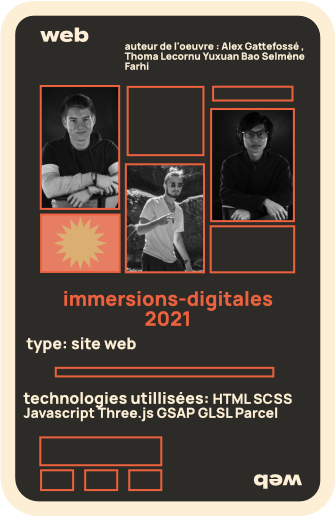 web
auteur de l'oeuvre : Alex Gattefossé ,
Thoma Lecornu Yuxuan Bao Selmène
Farhi
immersions-digitales
2021
type: site web
technologies utillisées: HTML SCSS
Javascript Three.js GSAP GLSL Parcel
web